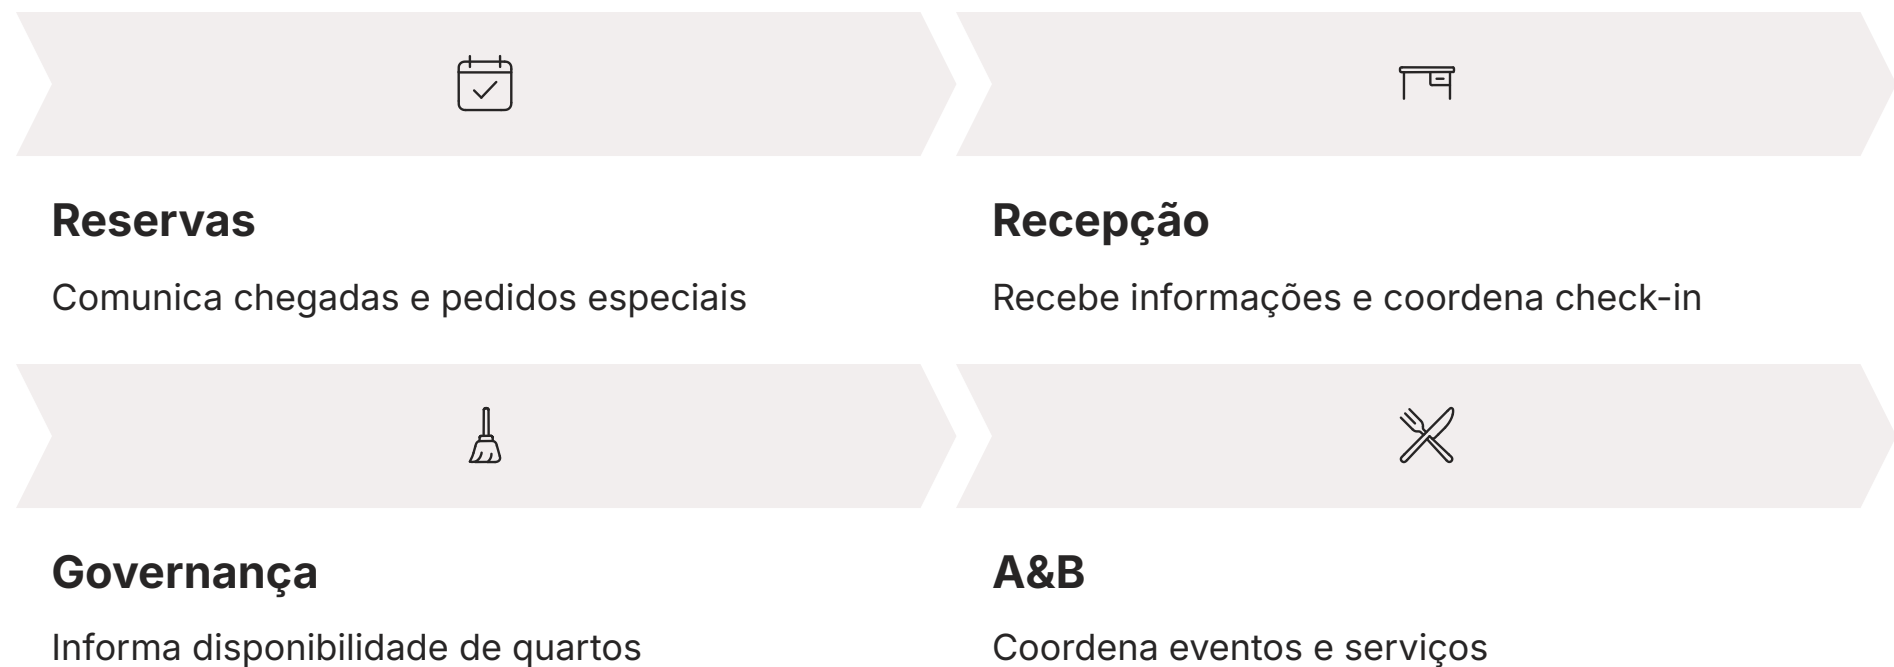 Reservas
Comunica chegadas e pedidos especiais
Recepção
Recebe informações e coordena check-in
Governança
Informa disponibilidade de quartos
A&B
Coordena eventos e serviços